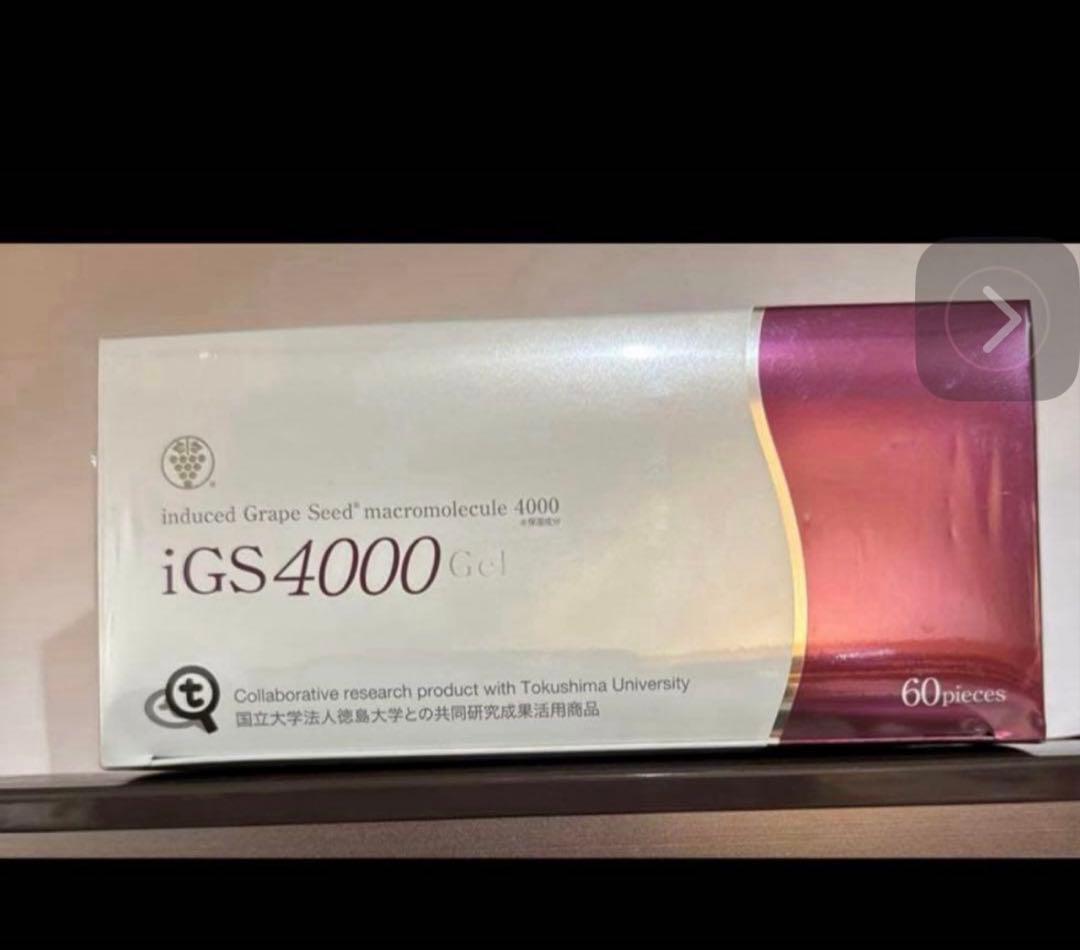 induced Grape Seed* macromolecule 4000
※保湿成分
iGS4000 Gel
t
Collaborative research product with Tokushima University
国立大学法人徳島大学との共同研究成果活用商品
60pieces